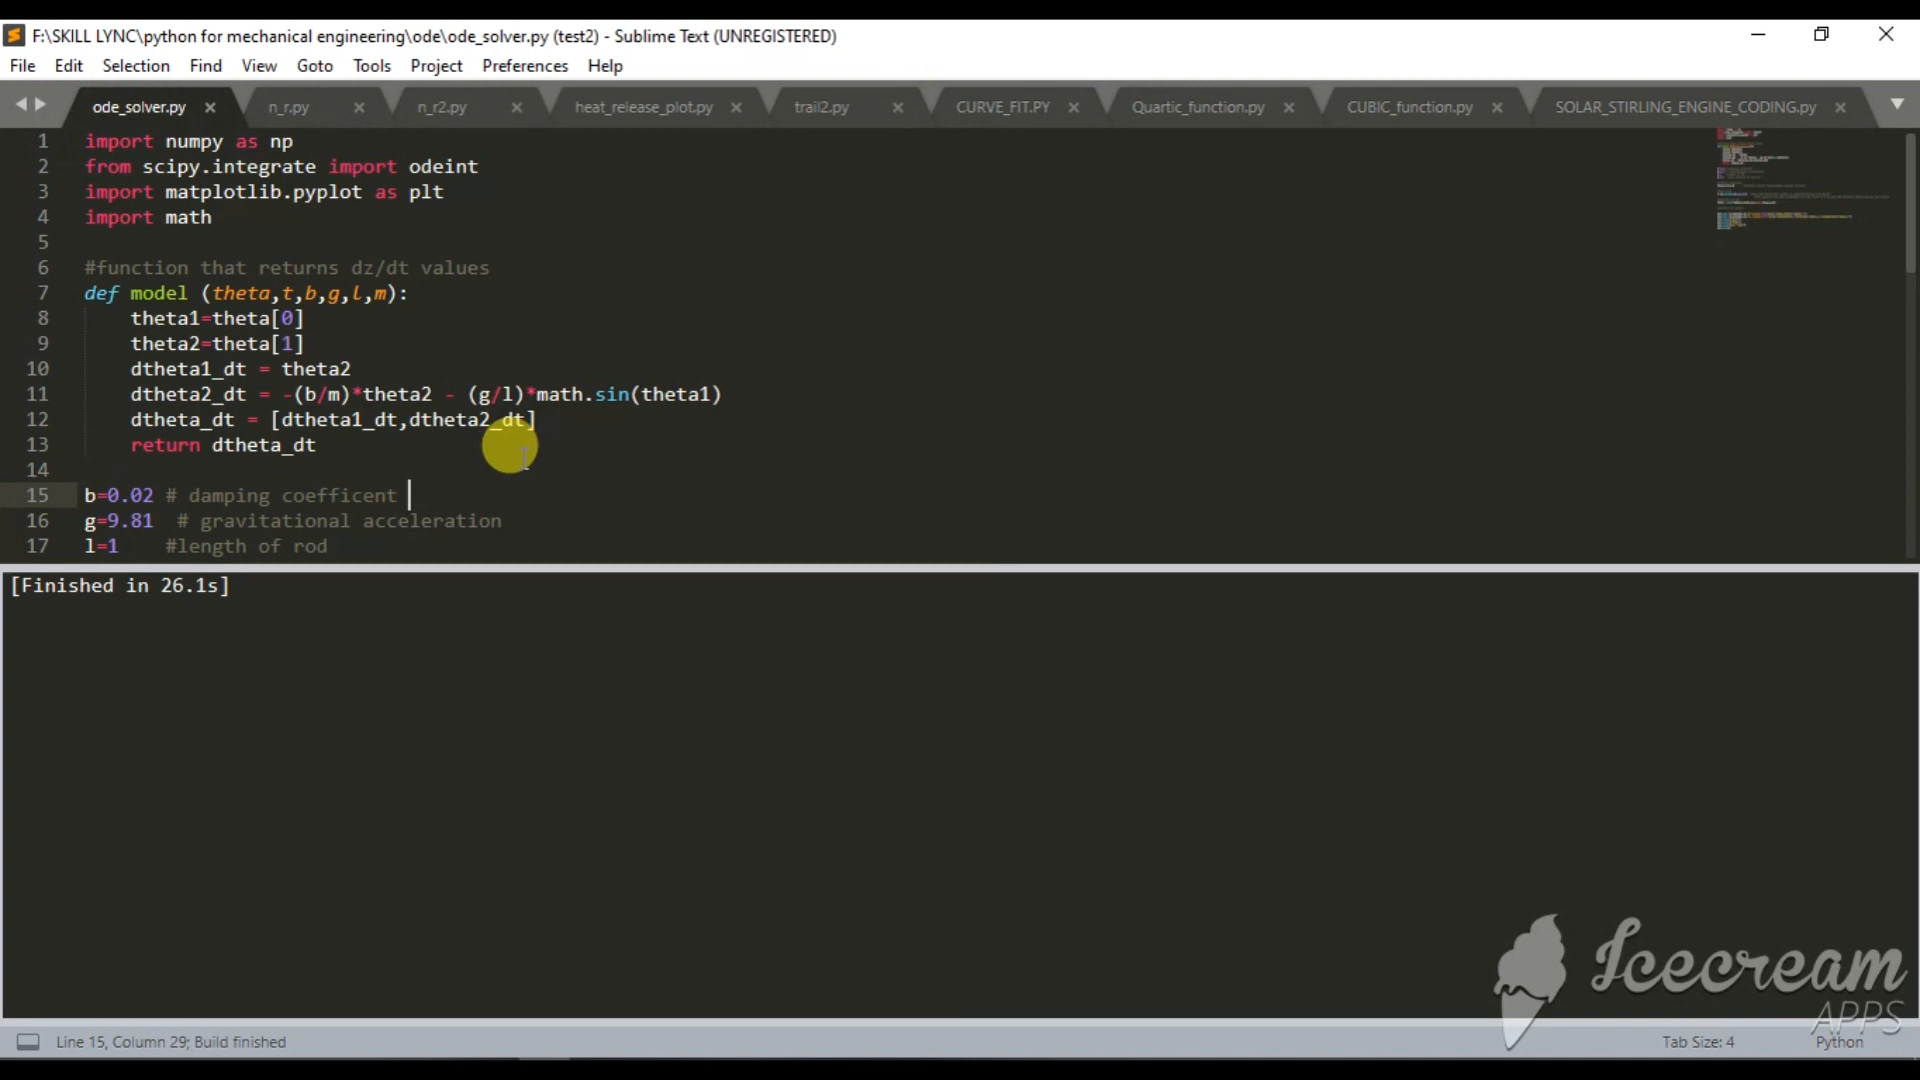 F:\SKILL LYNC\python for mechanical engineering\ode\ode_solver.py (test2) - Sublime Text (UNREGISTERED)
File Edit Selection Find View Goto Tools Project Preferences Help
ode_solver.py n_r.py n_r2.py heat_release_plot.py trail2.py CURVE_FIT.PY Quartic_function.py CUBIC_function.py SOLAR_STIRLING_ENGINE_CODING.py
1 import numpy as np
2 from scipy.integrate import odeint
3 import matplotlib.pyplot as plt
4 import math
5
6 #function that returns dz/dt values
7 def model (theta,t,b,g,l,m):
8 theta1=theta[0]
9 theta2=theta[1]
10 dtheta1_dt = theta2
11 dtheta2_dt = -(b/m)*theta2 - (g/l)*math.sin(theta1)
12 dtheta_dt = [dtheta1_dt,dtheta2_dt]
13 return dtheta_dt
14
15 b=0.02 # damping coefficent
16 g=9.81 # gravitational acceleration
17 l=1 #length of rod
[Finished in 26.1s]
Icecream
APPS
Line 15, Column 29; Build finished Tab Size: 4 Python